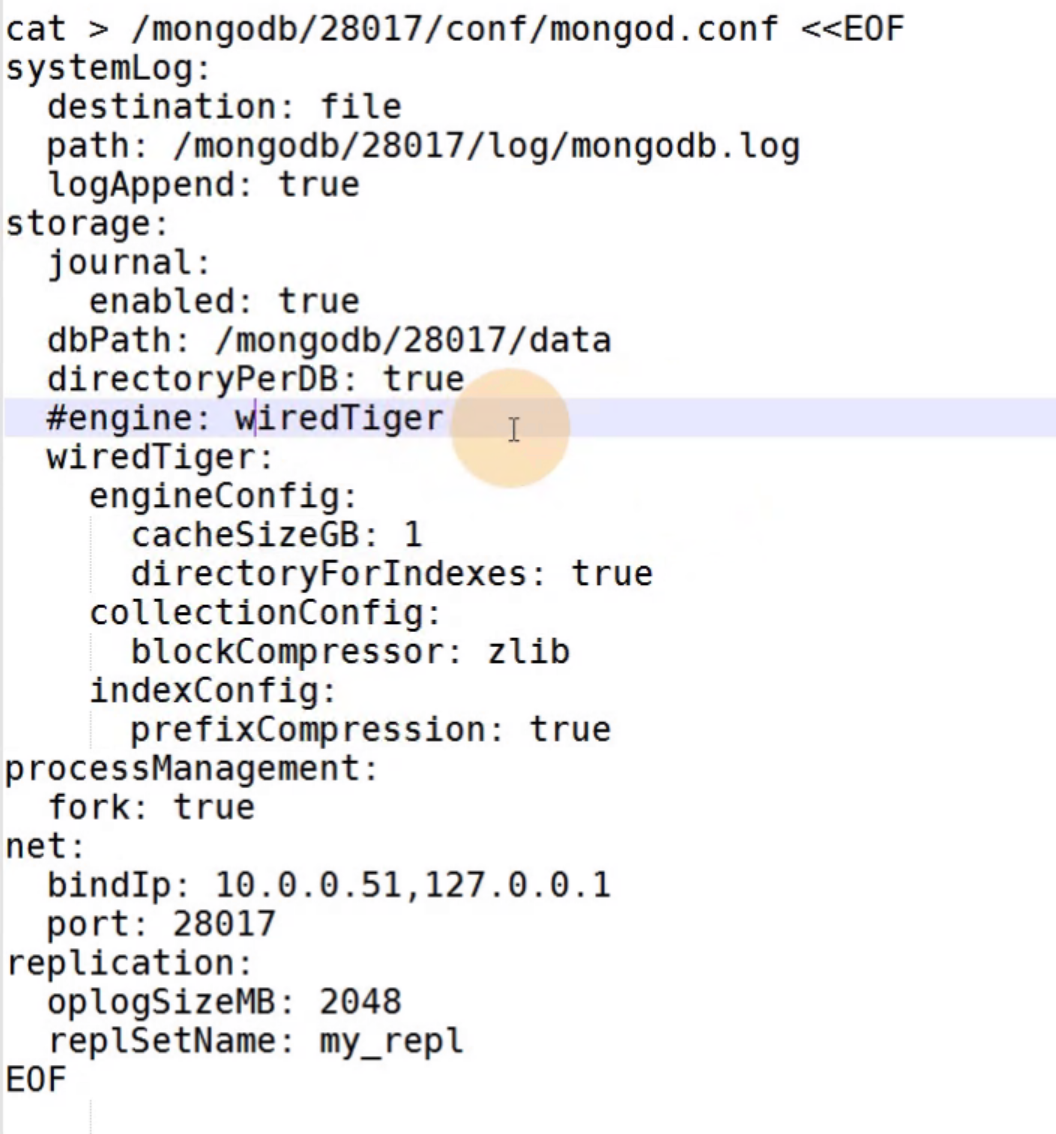 cat > /mongodb/28017/conf/mongod.conf <<EOF
systemLog:
  destination: file
  path: /mongodb/28017/log/mongodb.log
  logAppend: true
storage:
  journal:
    enabled: true
  dbPath: /mongodb/28017/data
  directoryPerDB: true
  #engine: wiredTiger
  wiredTiger:
    engineConfig:
      cacheSizeGB: 1
      directoryForIndexes: true
    collectionConfig:
      blockCompressor: zlib
    indexConfig:
      prefixCompression: true
processManagement:
  fork: true
net:
  bindIp: 10.0.0.51,127.0.0.1
  port: 28017
replication:
  oplogSizeMB: 2048
  replSetName: my_repl
EOF